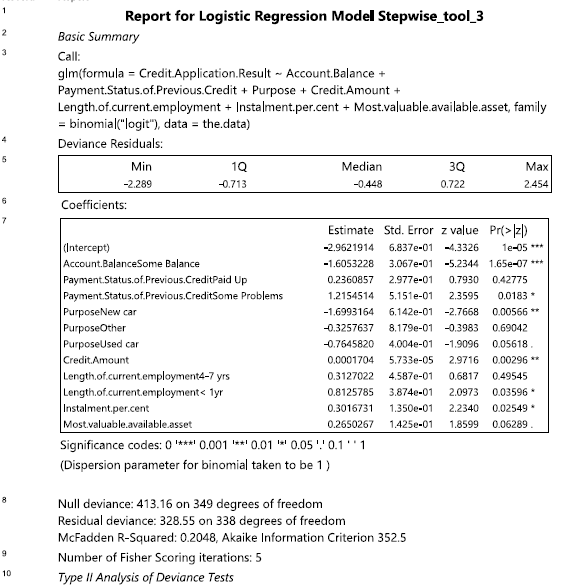 1
Report for Logistic Regression Model Stepwise_tool_3
2
Basic Summary
3
Call:
glm(formula = Credit.Application.Result ~ Account.Balance +
Payment.Status.of.Previous.Credit + Purpose + Credit.Amount +
Length.of.current.employment + Instalment.per.cent + Most.valuable.available.asset, family
= binomial("logit"), data = the.data)
4
Deviance Residuals:
5
Min 1Q Median 3Q Max
-2.289 -0.713 -0.448 0.722 2.454
6
Coefficients:
7
Estimate Std. Error z value Pr(>|z|)
(Intercept) -2.9621914 6.837e-01 -4.3326 1e-05 ***
Account.BalanceSome Balance -1.6053228 3.067e-01 -5.2344 1.65e-07 ***
Payment.Status.of.Previous.CreditPaid Up 0.2360857 2.977e-01 0.7930 0.42775
Payment.Status.of.Previous.CreditSome Problems 1.2154514 5.151e-01 2.3595 0.0183 *
PurposeNew car -1.6993164 6.142e-01 -2.7668 0.00566 **
PurposeOther -0.3257637 8.179e-01 -0.3983 0.69042
PurposeUsed car -0.7645820 4.004e-01 -1.9096 0.05618 .
Credit.Amount 0.0001704 5.733e-05 2.9716 0.00296 **
Length.of.current.employment4-7 yrs 0.3127022 4.587e-01 0.6817 0.49545
Length.of.current.employment< 1yr 0.8125785 3.874e-01 2.0973 0.03596 *
Instalment.per.cent 0.3016731 1.350e-01 2.2340 0.02549 *
Most.valuable.available.asset 0.2650267 1.425e-01 1.8599 0.06289 .
Significance codes: 0 '***' 0.001 '**' 0.01 '*' 0.05 '.' 0.1 ' ' 1
(Dispersion parameter for binomial taken to be 1 )
8
Null deviance: 413.16 on 349 degrees of freedom
Residual deviance: 328.55 on 338 degrees of freedom
McFadden R-Squared: 0.2048, Akaike Information Criterion 352.5
9
Number of Fisher Scoring iterations: 5
10
Type II Analysis of Deviance Tests